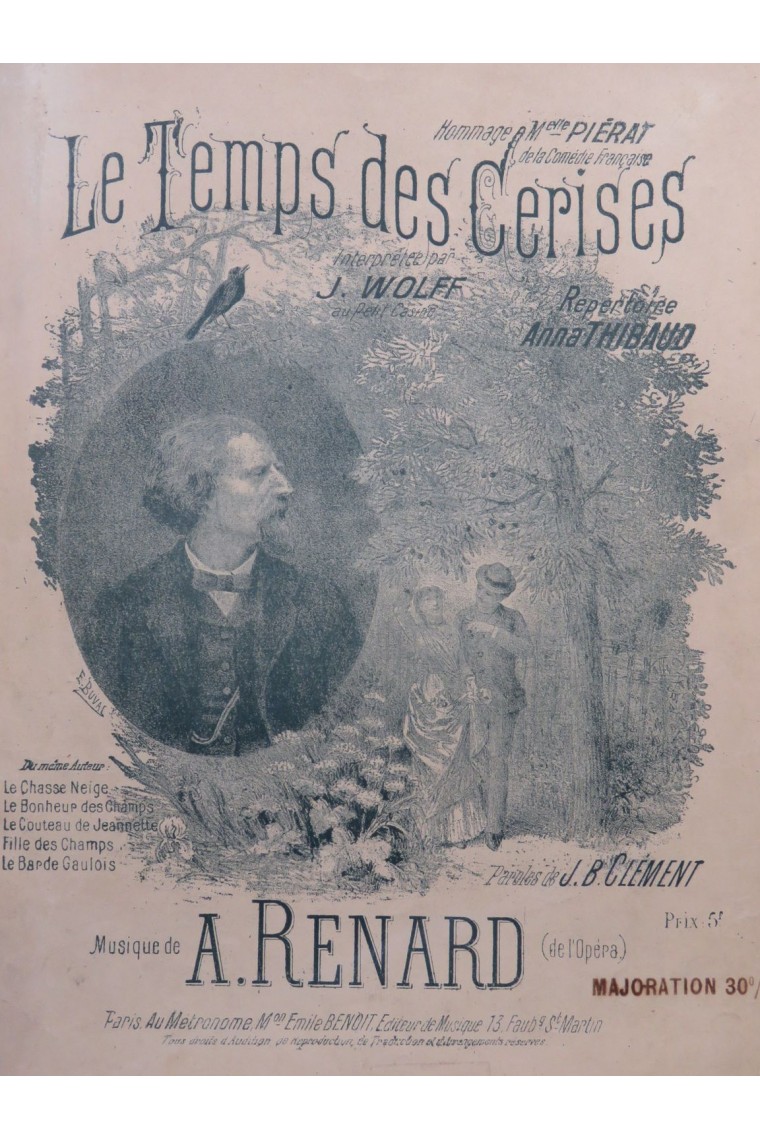 Hommage à Melle PIÉRAT
de la Comédie Française
Le Temps des Cerises
Interprétée par
J. WOLFF
au Petit Casino
Répertoire
Anna THIBAUD
E. BUVAL
Du même Auteur:
Le Chasse Neige
Le Bonheur des Champs
Le Couteau de Jeannette
Fille des Champs
Le Barde Gaulois
Paroles de J. B. CLÉMENT
Musique de A. RENARD (de l'Opéra)
Prix: 5f
MAJORATION 30%
Paris, Au Métronome, Mon Emile BENOIT, Editeur de Musique, 13, Faubg St Martin
Tous droits d'Audition de Reproduction, de Traduction et d'arrangements réservés.